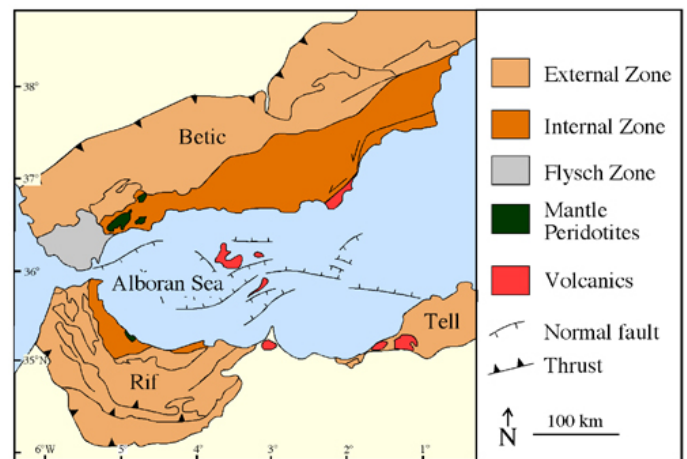 38°
Betic
37°
36°
Alboran Sea
Tell
35°N
Rif
6°W
5°
4°
3°
2°
1°
External Zone
Internal Zone
Flysch Zone
Mantle
Peridotites
Volcanics
Normal fault
Thrust
N
100 km